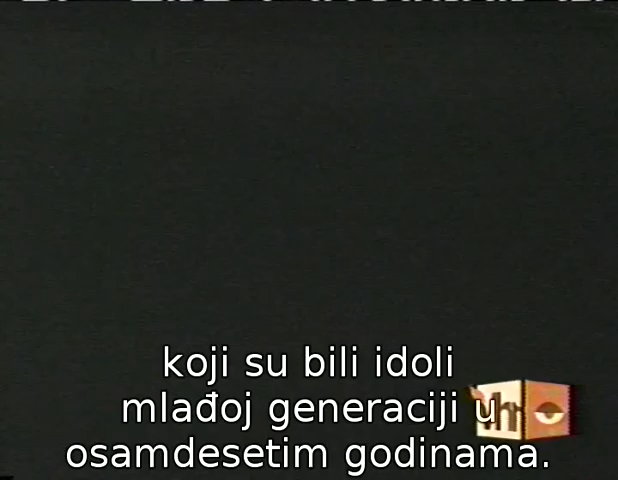 koji su bili idoli
mlađoj generaciji u
osamdesetim godinama.